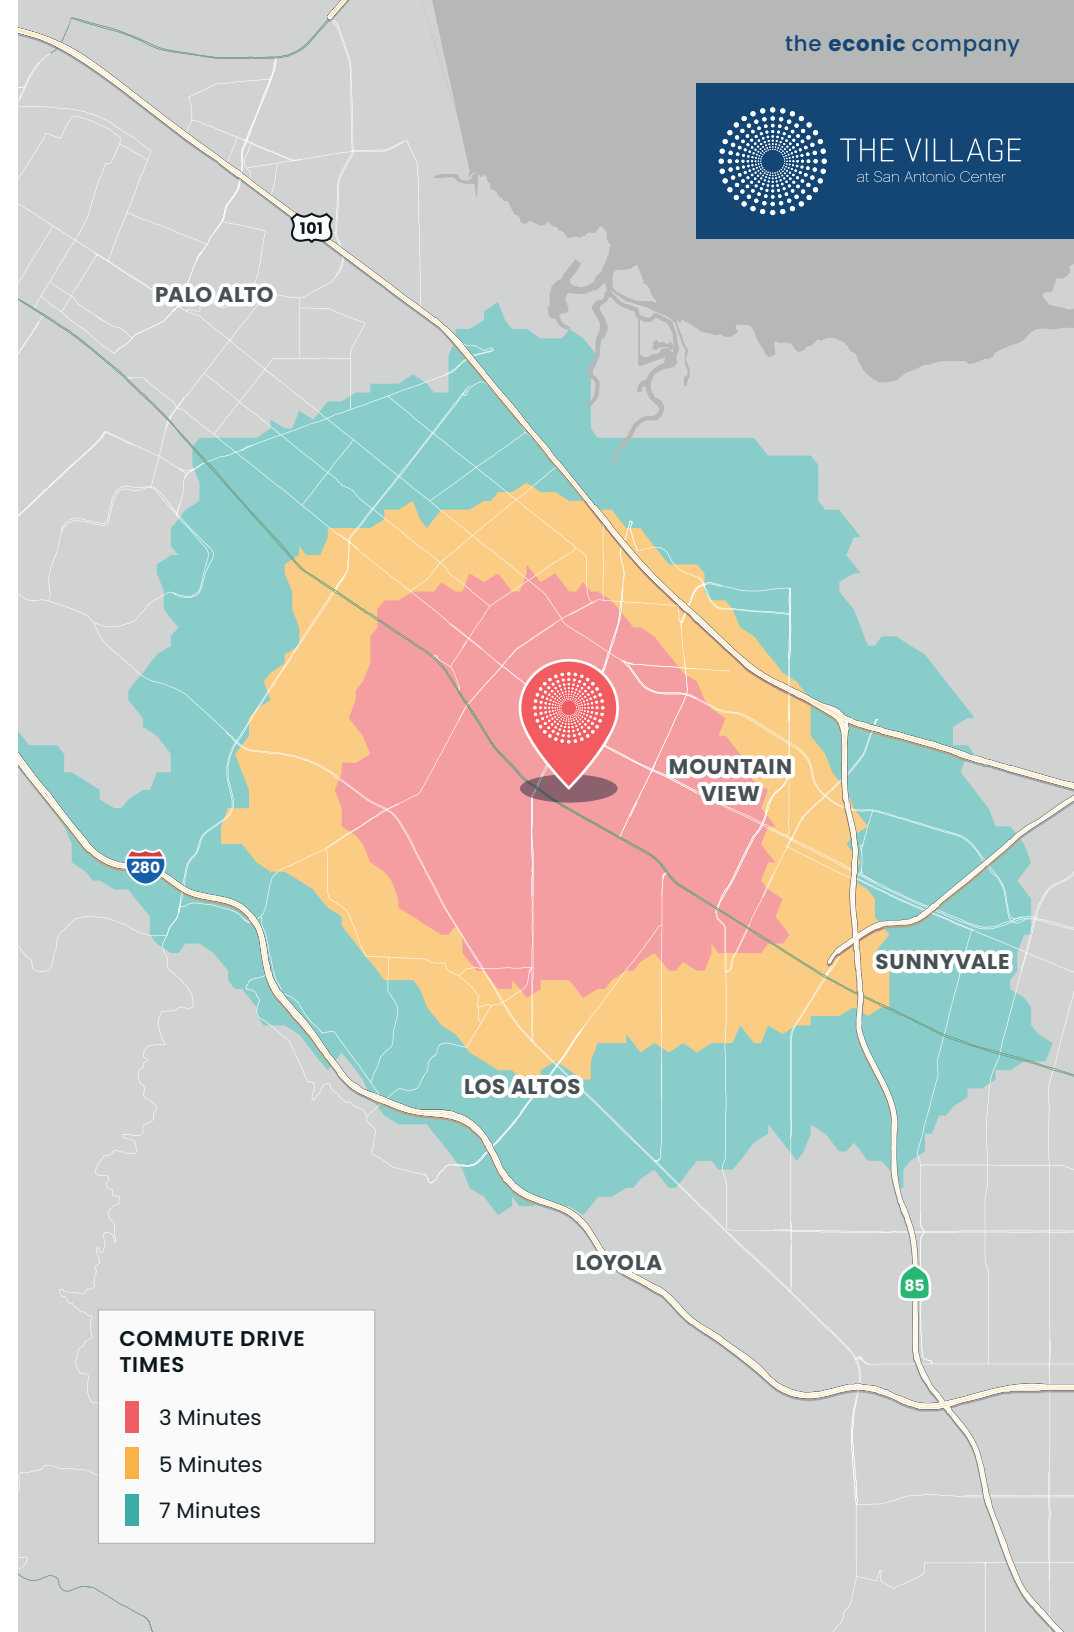 the econic company
THE VILLAGE
at San Antonio Center
101
PALO ALTO
MOUNTAIN
VIEW
280
SUNNYVALE
LOS ALTOS
LOYOLA
85
COMMUTE DRIVE
TIMES
3 Minutes
5 Minutes
7 Minutes